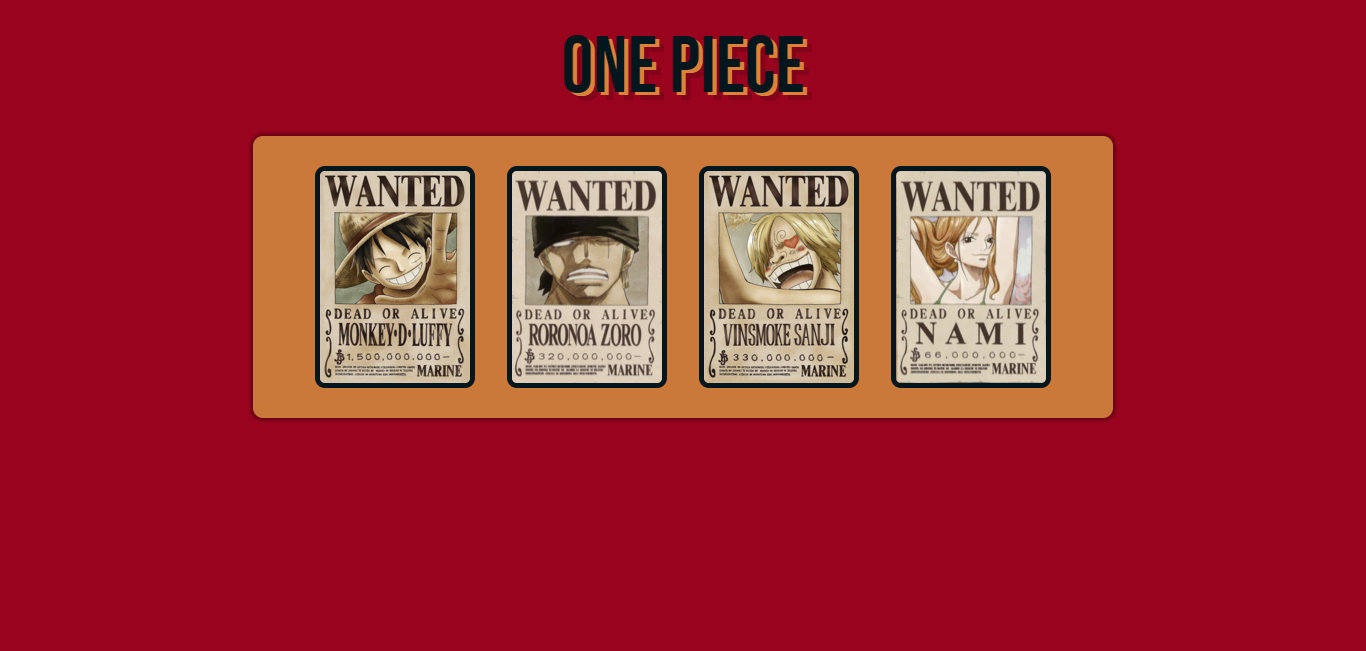 ONE PIECE
WANTED
DEAD OR ALIVE
MONKEY·D·LUFFY
1,500,000,000-
MARINE
WANTED
DEAD OR ALIVE
RORONOA ZORO
320,000,000-
MARINE
WANTED
DEAD OR ALIVE
VINSMOKE SANJI
330,000,000-
MARINE
WANTED
DEAD OR ALIVE
NAMI
66,000,000-
MARINE